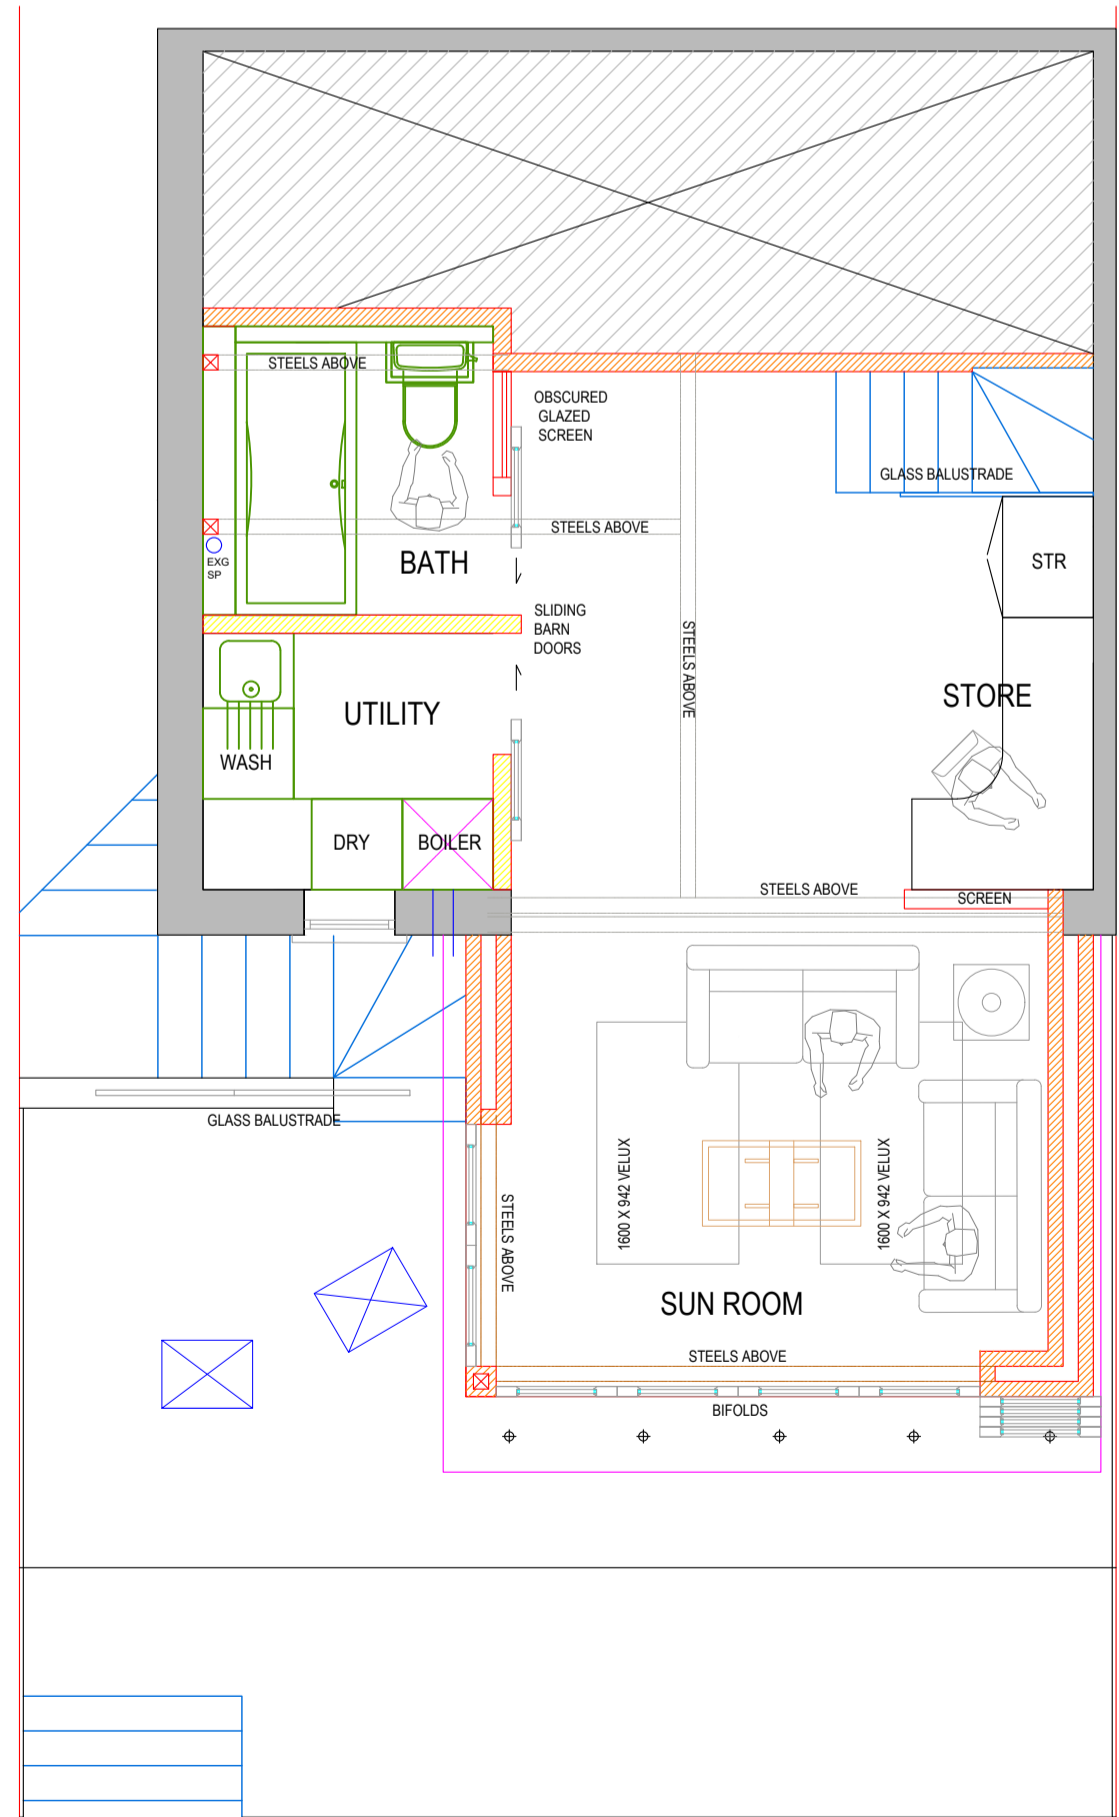 STEELS ABOVE
OBSCURED
GLAZED
SCREEN
GLASS BALUSTRADE
STEELS ABOVE
EXG
SP
BATH
STR
SLIDING
BARN
DOORS
STEELS ABOVE
STORE
UTILITY
WASH
DRY
BOILER
STEELS ABOVE
SCREEN
GLASS BALUSTRADE
1600 X 942 VELUX
1600 X 942 VELUX
STEELS ABOVE
SUN ROOM
STEELS ABOVE
BIFOLDS